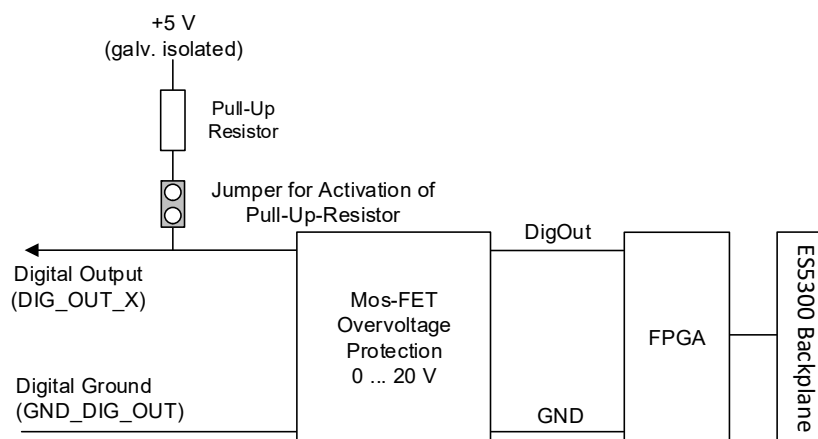 +5 V
(galv. isolated)
Pull-Up
Resistor
Jumper for Activation of
Pull-Up-Resistor
DigOut
Digital Output
(DIG_OUT_X)
Mos-FET
Overvoltage
Protection
0 ... 20 V
FPGA
ES5300 Backplane
Digital Ground
(GND_DIG_OUT)
GND